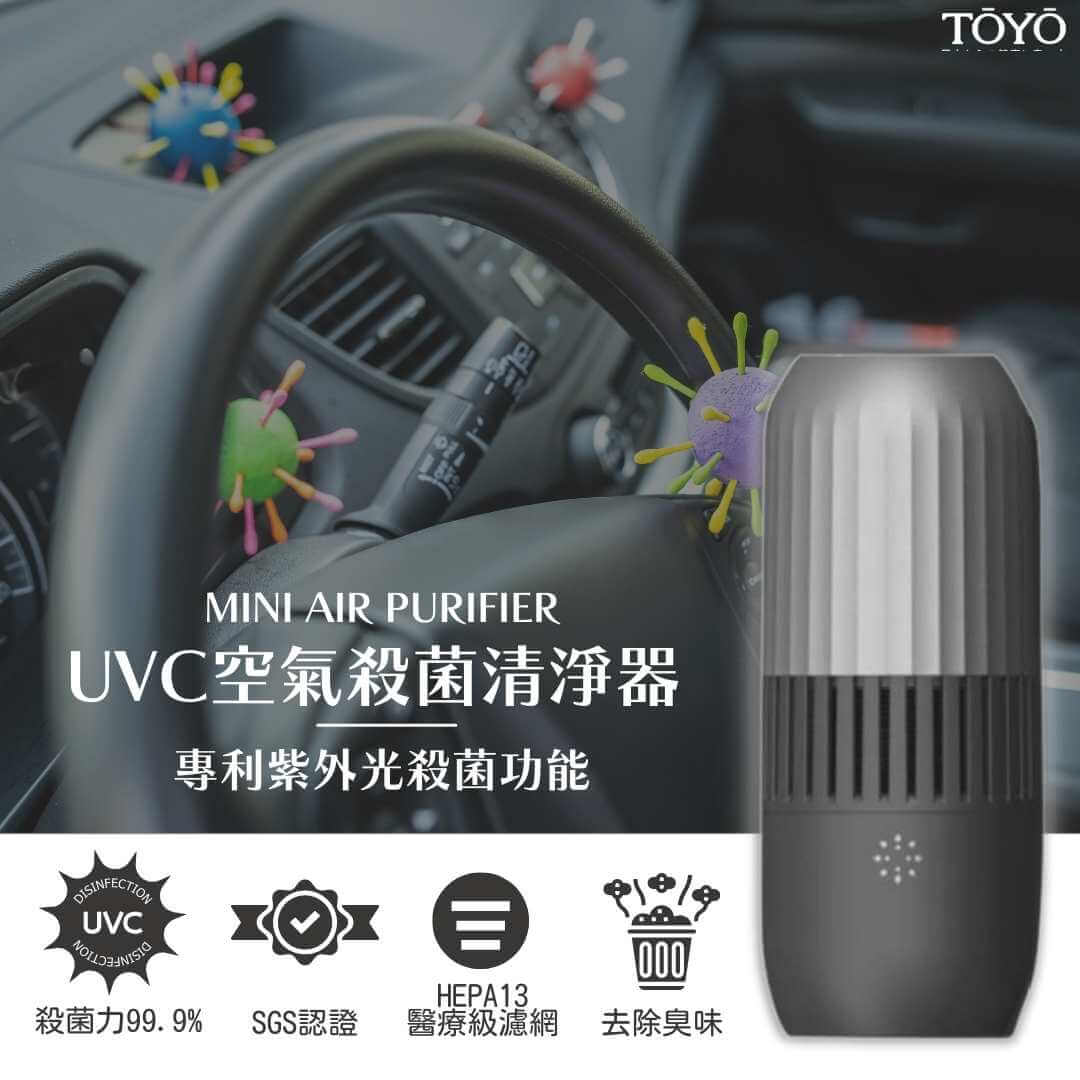 TŌYŌ
MINI AIR PURIFIER
UVC空氣殺菌清淨器
專利紫外光殺菌功能
DISINFECTION
UVC
DISINFECTION
殺菌力99.9%
SGS認證
HEPA13
醫療級濾網
去除臭味